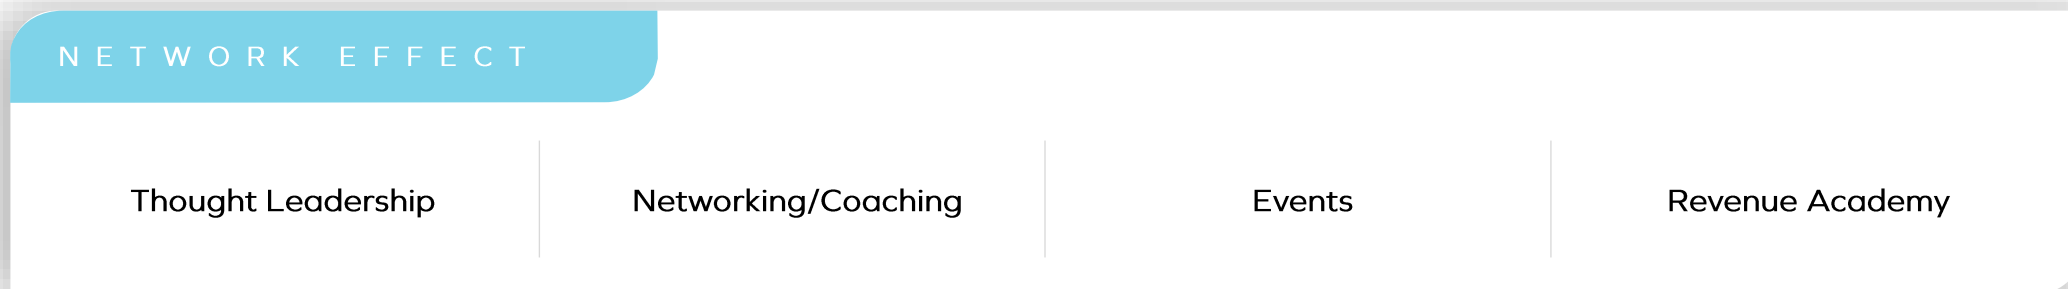 NETWORK EFFECT
Thought Leadership
Networking/Coaching
Events
Revenue Academy